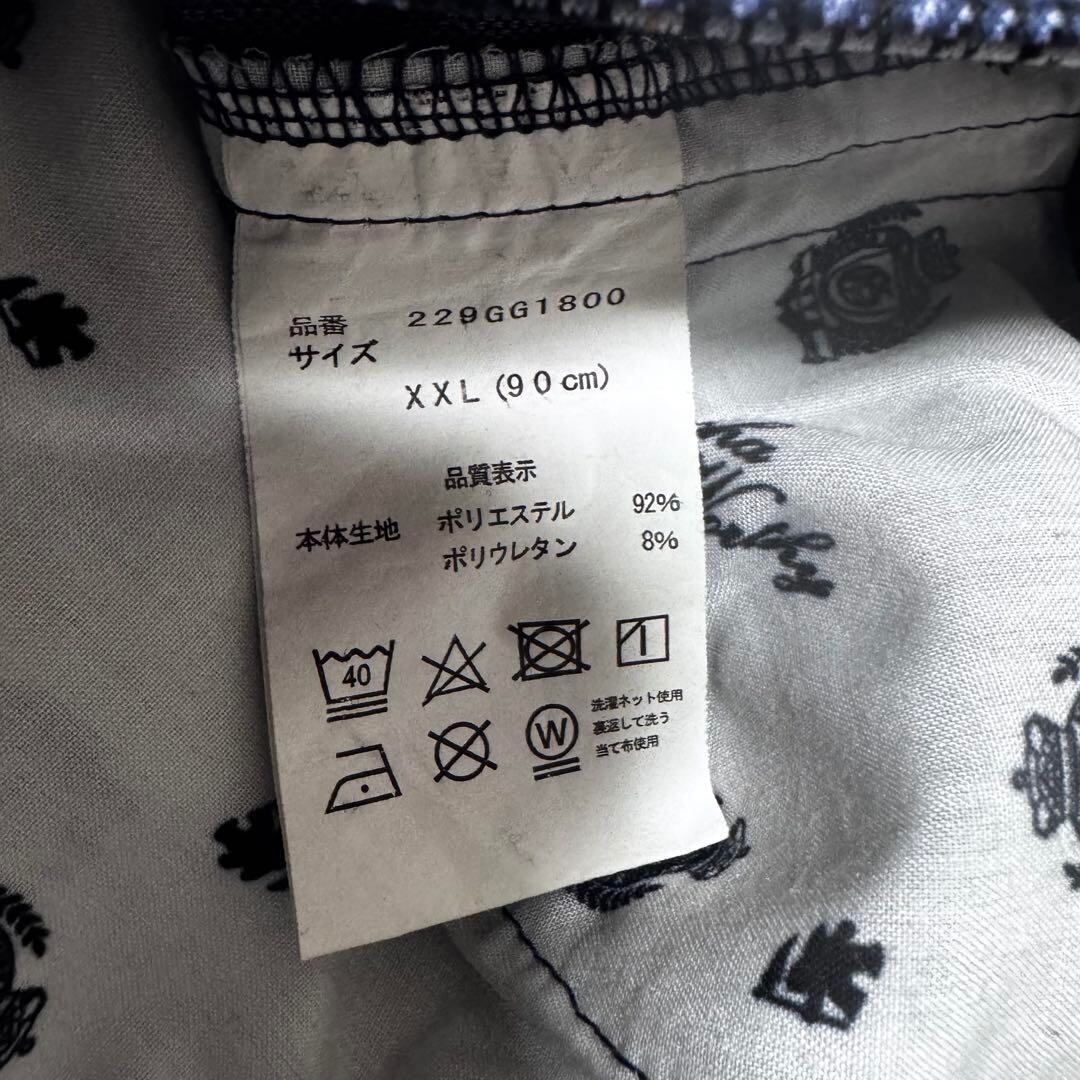 品番 229GG1800
サイズ
XXL (90cm)
品質表示
本体生地 ポリエステル 92%
ポリウレタン 8%
40
W
洗濯ネット使用
裏返して洗う
当て布使用